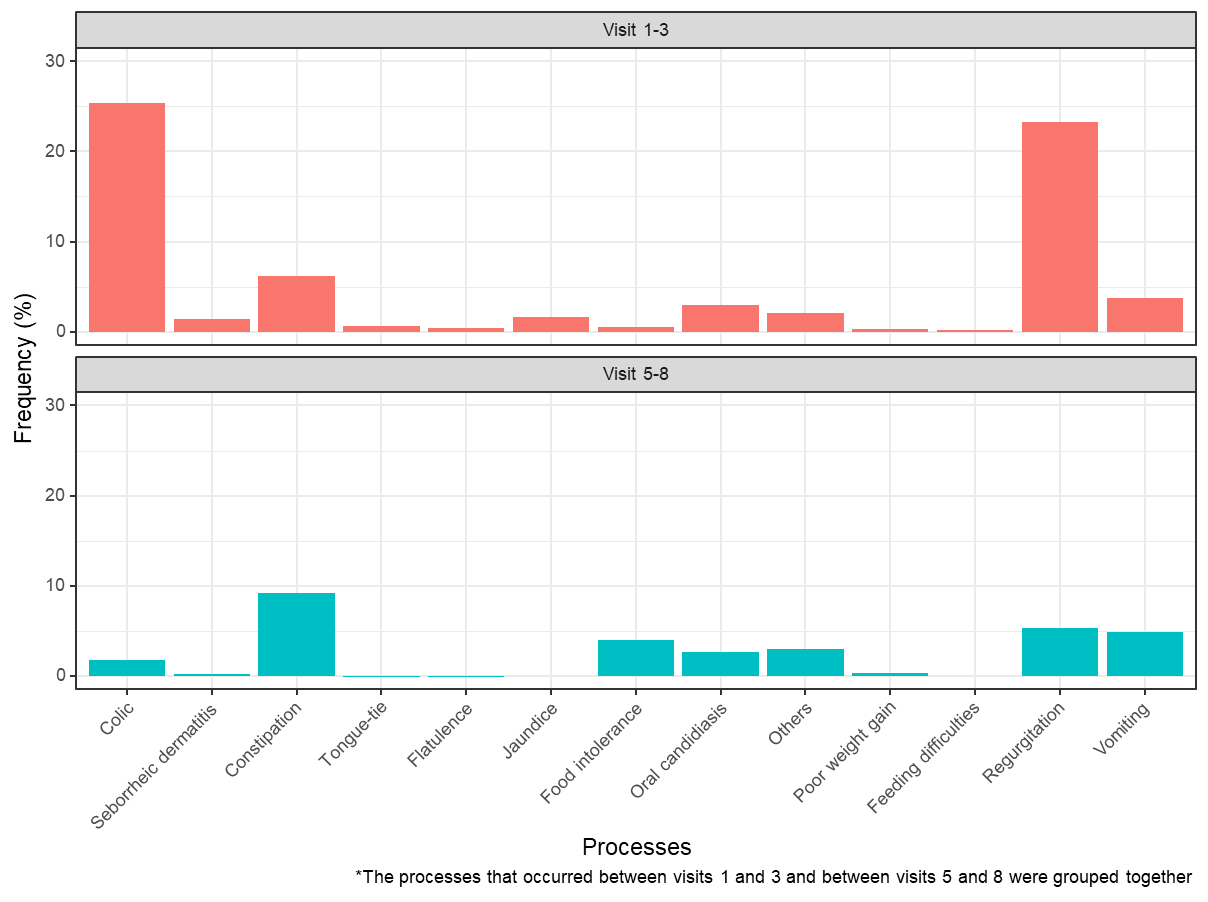 Visit 1-3
30
20
10
0
Frequency (%)
Visit 5-8
30
20
10
0
Colic
Seborrheic dermatitis
Constipation
Tongue-tie
Flatulence
Jaundice
Food intolerance
Oral candidiasis
Others
Poor weight gain
Feeding difficulties
Regurgitation
Vomiting
Processes
*The processes that occurred between visits 1 and 3 and between visits 5 and 8 were grouped together